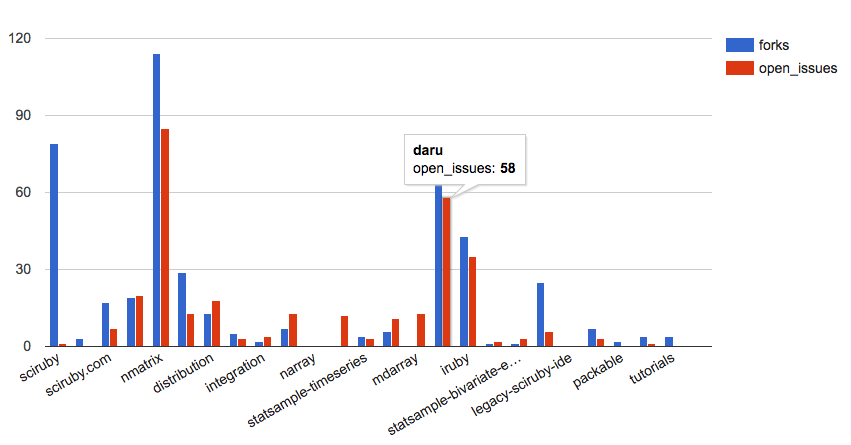 120
90
60
30
0
forks
open_issues
daru
open_issues: 58
sciruby
sciruby.com
nmatrix
distribution
integration
narray
statsample-timeseries
mdarray
iruby
statsample-bivariate-e…
legacy-sciruby-ide
packable
tutorials